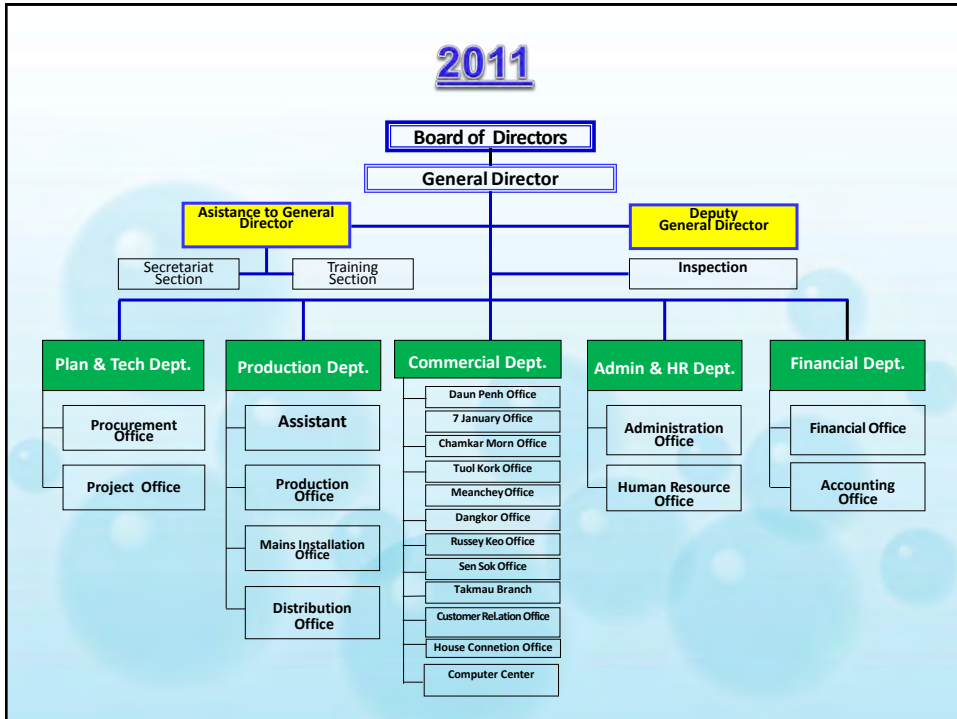 2011
Board of Directors
General Director
Asistance to General
Director
Deputy
General Director
Secretariat
Section
Training
Section
Inspection
Plan & Tech Dept.
Procurement
Office
Project Office
Production Dept.
Assistant
Production
Office
Mains Installation
Office
Distribution
Office
Commercial Dept.
Daun Penh Office
7 January Office
Chamkar Morn Office
Tuol Kork Office
Meanchey Office
Dangkor Office
Russey Keo Office
Sen Sok Office
Takmau Branch
Customer ReLation Office
House Connetion Office
Computer Center
Admin & HR Dept.
Administration
Office
Human Resource
Office
Financial Dept.
Financial Office
Accounting
Office